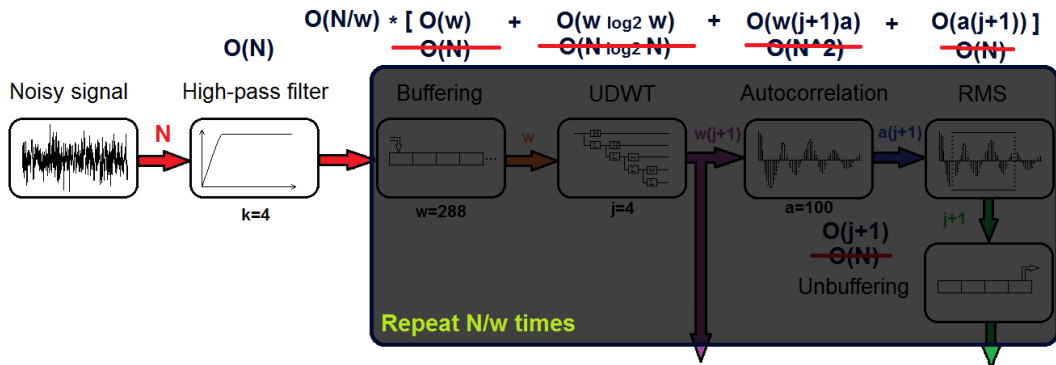 O(N/w) * [ O(w) + O(w log2 w) + O(w(j+1)a) + O(a(j+1)) ]
O(N) O(N) O(N log2 N) O(N^2) O(N)
Noisy signal High-pass filter Buffering UDWT Autocorrelation RMS
N w w(j+1) a(j+1)
k=4 w=288 j=4 a=100
j+1
O(j+1)
O(N)
Unbuffering
Repeat N/w times